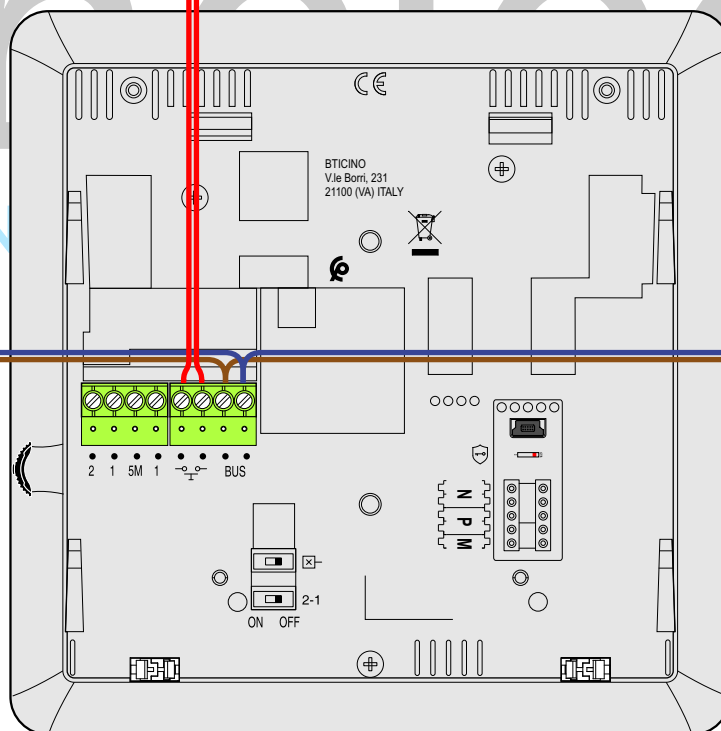 CE
BTICINO
V.le Borri, 231
21100 (VA) ITALY
2 1 5M 1 BUS
N
P
M
2-1
ON OFF